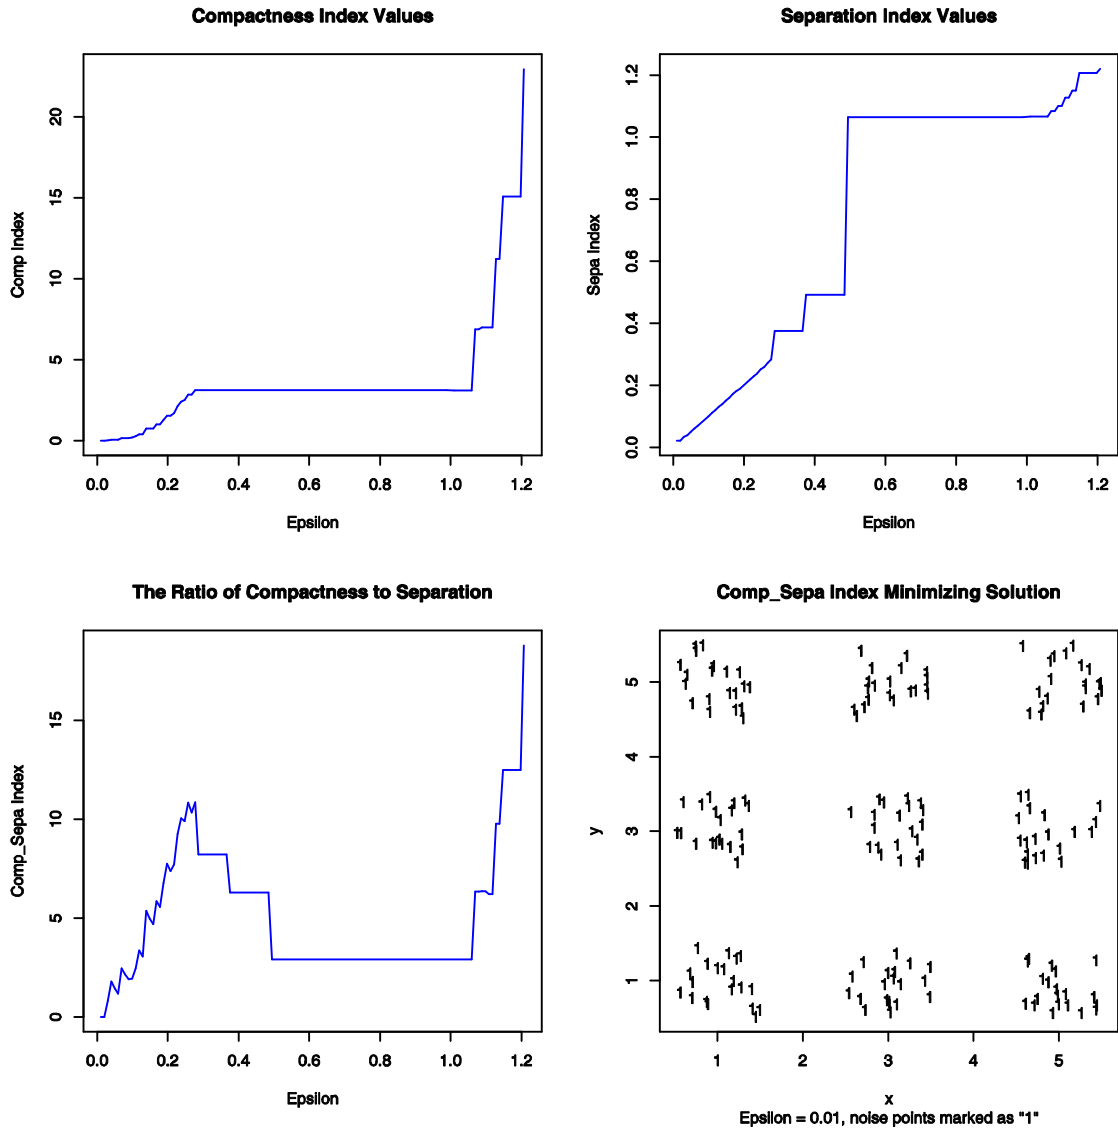 Compactness Index Values
Comp Index
20
15
10
5
0
0.0 0.2 0.4 0.6 0.8 1.0 1.2
Epsilon
Separation Index Values
Sepa Index
1.2
1.0
0.8
0.6
0.4
0.2
0.0
0.0 0.2 0.4 0.6 0.8 1.0 1.2
Epsilon
The Ratio of Compactness to Separation
Comp_Sepa Index
15
10
5
0
0.0 0.2 0.4 0.6 0.8 1.0 1.2
Epsilon
Comp_Sepa Index Minimizing Solution
y
5
4
3
2
1
1 2 3 4 5
x
Epsilon = 0.01, noise points marked as "1"